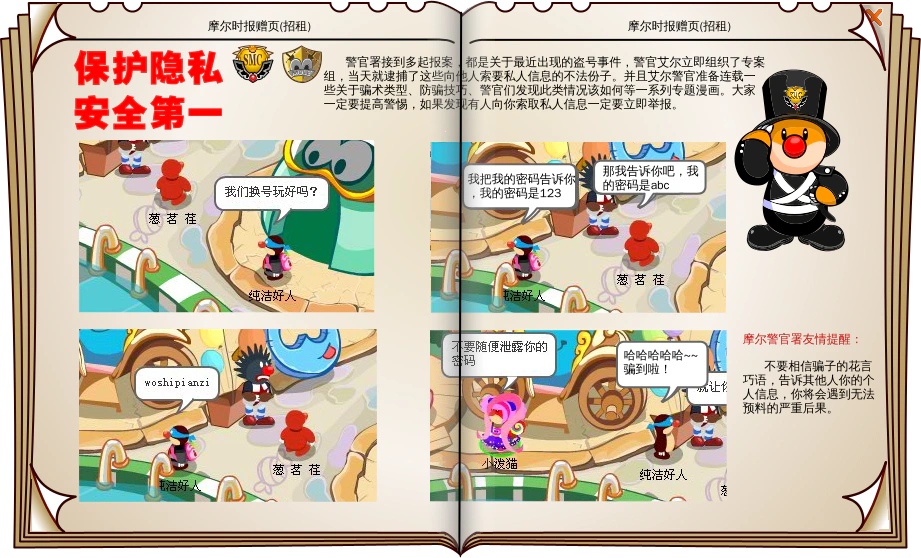 摩尔时报赠页(招租)
摩尔时报赠页(招租)
保护隐私
安全第一
SMC
警官署接到多起报案，都是关于最近出现的盗号事件，警官艾尔立即组织了专案
组，当天就逮捕了这些向他人索要私人信息的不法份子。并且艾尔警官准备连载一
些关于骗术类型、防骗技巧、警官们发现此类情况该如何等一系列专题漫画。大家
一定要提高警惕，如果发现有人向你索取私人信息一定要立即举报。
我们换号玩好吗?
葱 茗 荏
纯洁好人
我把我的密码告诉你
，我的密码是123
那我告诉你吧，我
的密码是abc
葱 茗 荏
纯洁好人
woshipianzi
葱 茗 荏
纯洁好人
不要随便泄露你的
密码
哈哈哈哈哈~~
骗到啦！
就让你
小泼猫
纯洁好人
葱
摩尔警官署友情提醒：
不要相信骗子的花言
巧语，告诉其他人你的个
人信息，你将会遇到无法
预料的严重后果。